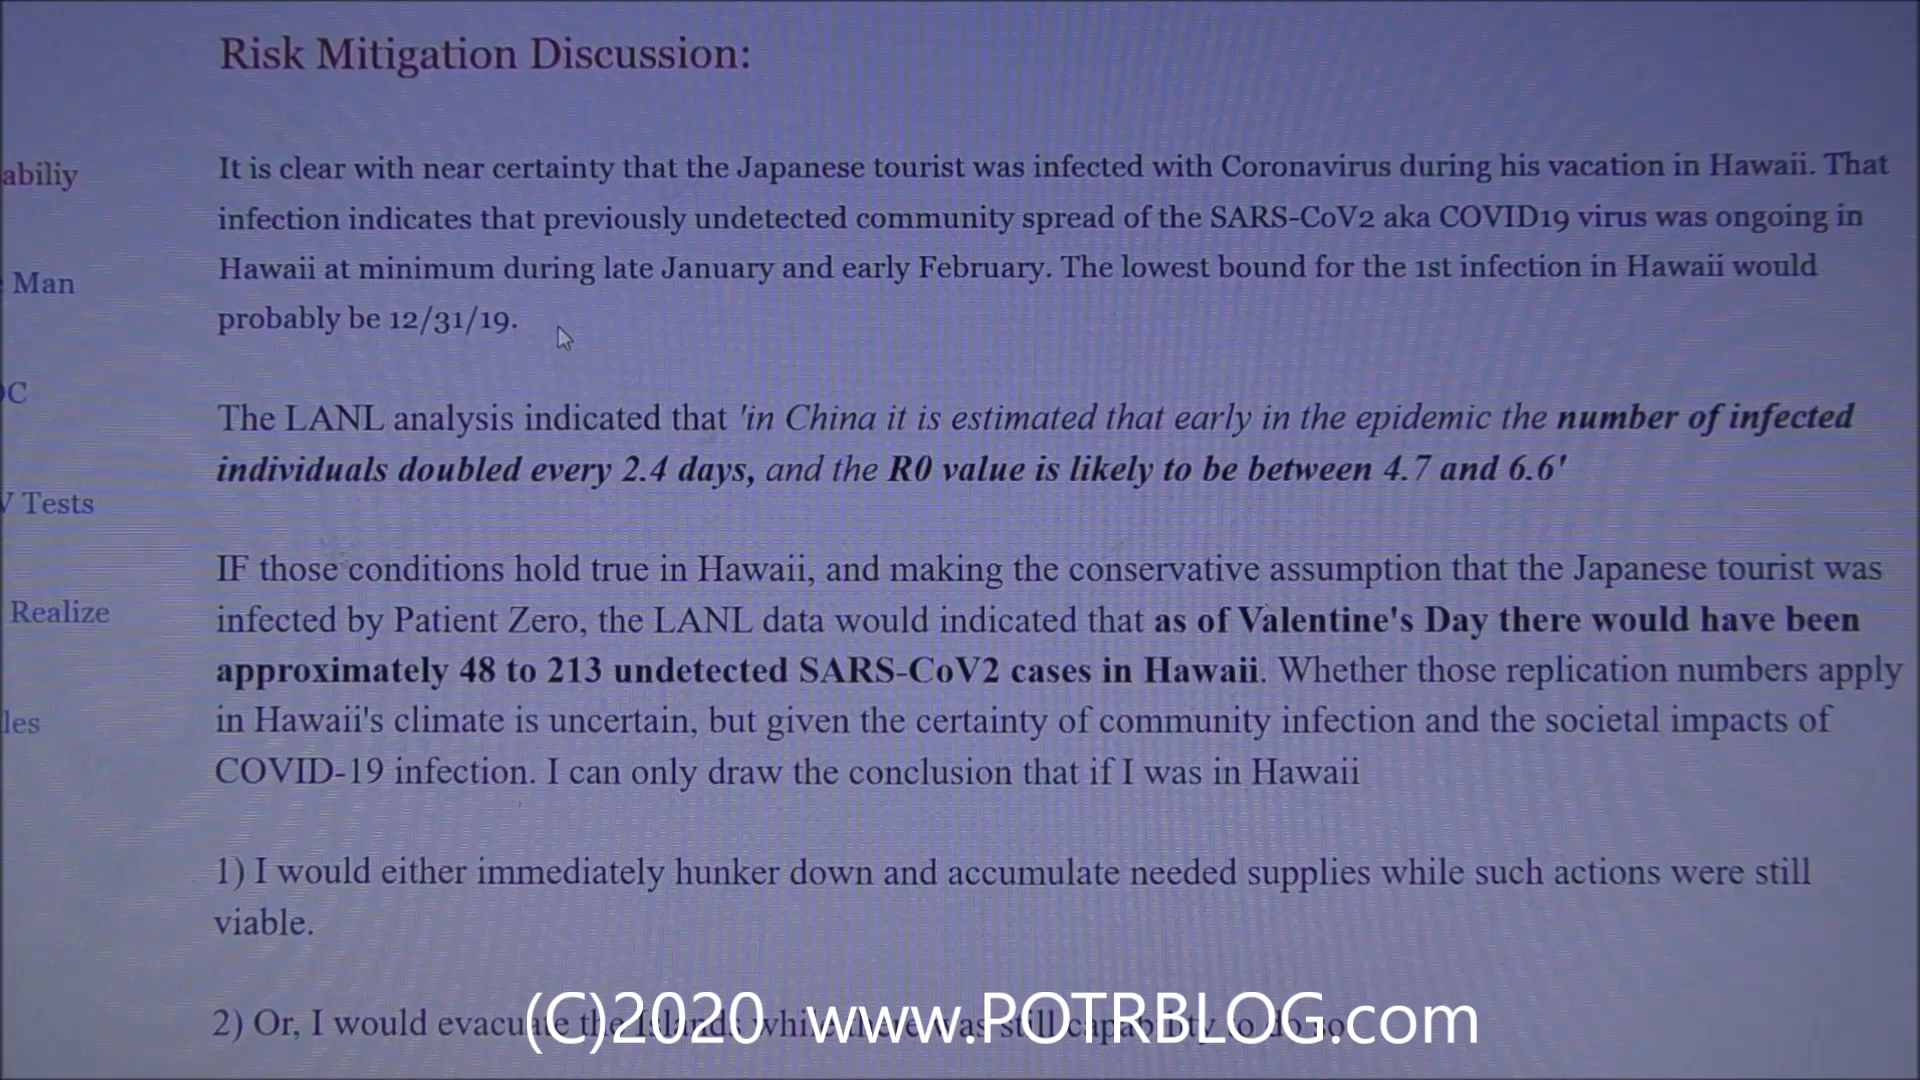 Risk Mitigation Discussion:
It is clear with near certainty that the Japanese tourist was infected with Coronavirus during his vacation in Hawaii. That
abiliy
infection indicates that previously undetected community spread of the SARS-CoV2 aka COVID19 virus was ongoing in
Hawaii at minimum during late January and early February. The lowest bound for the 1st infection in Hawaii would
Man
probably be 12/31/19.
C
The LANL analysis indicated that 'in China it is estimated that early in the epidemic the number of infected
individuals doubled every 2.4 days, and the R0 value is likely to be between 4.7 and 6.6'
Tests
IF those conditions hold true in Hawaii, and making the conservative assumption that the Japanese tourist was
Realize
infected by Patient Zero, the LANL data would indicated that as of Valentine's Day there would have been
approximately 48 to 213 undetected SARS-CoV2 cases in Hawaii. Whether those replication numbers apply
les
in Hawaii's climate is uncertain, but given the certainty of community infection and the societal impacts of
COVID-19 infection. I can only draw the conclusion that if I was in Hawaii
1) I would either immediately hunker down and accumulate needed supplies while such actions were still
viable.
2) Or, I would evacuate the Islands while there was still capability to do so
(C)2020 www.POTRBLOG.com